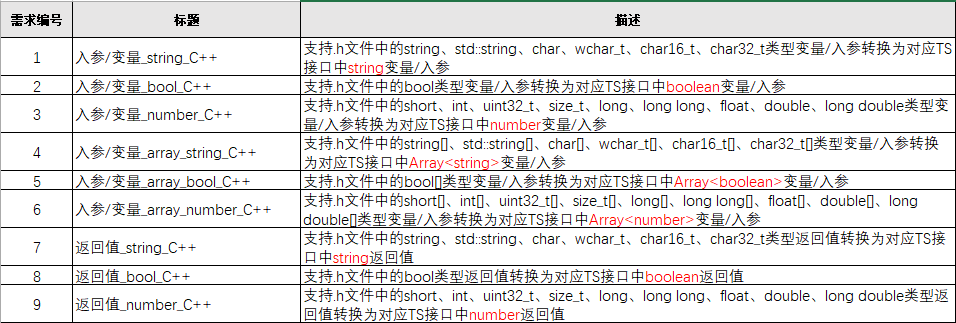 需求编号 标题 描述
1 入参/变量_string_C++ 支持.h文件中的string、std::string、char、wchar_t、char16_t、char32_t类型变量/入参转换为对应TS
接口中string变量/入参
2 入参/变量_bool_C++ 支持.h文件中的bool类型变量/入参转换为对应TS接口中boolean变量/入参
3 入参/变量_number_C++ 支持.h文件中的short、int、uint32_t、size_t、long、long long、float、double、long double类型变
量/入参转换为对应TS接口中number变量/入参
4 入参/变量_array_string_C++ 支持.h文件中的string[]、std::string[]、char[]、wchar_t[]、char16_t[]、char32_t[]类型变量/入参转换
为对应TS接口中Array<string>变量/入参
5 入参/变量_array_bool_C++ 支持.h文件中的bool[]类型变量/入参转换为对应TS接口中Array<boolean>变量/入参
6 入参/变量_array_number_C++ 支持.h文件中的short[]、int[]、uint32_t[]、size_t[]、long[]、long long[]、float[]、double[]、long
double[]类型变量/入参转换为对应TS接口中Array<number>变量/入参
7 返回值_string_C++ 支持.h文件中的string、std::string、char、wchar_t、char16_t、char32_t类型返回值转换为对应TS接
口中string返回值
8 返回值_bool_C++ 支持.h文件中的bool类型返回值转换为对应TS接口中boolean返回值
9 返回值_number_C++ 支持.h文件中的short、int、uint32_t、size_t、long、long long、float、double、long double类型返
回值转换为对应TS接口中number返回值